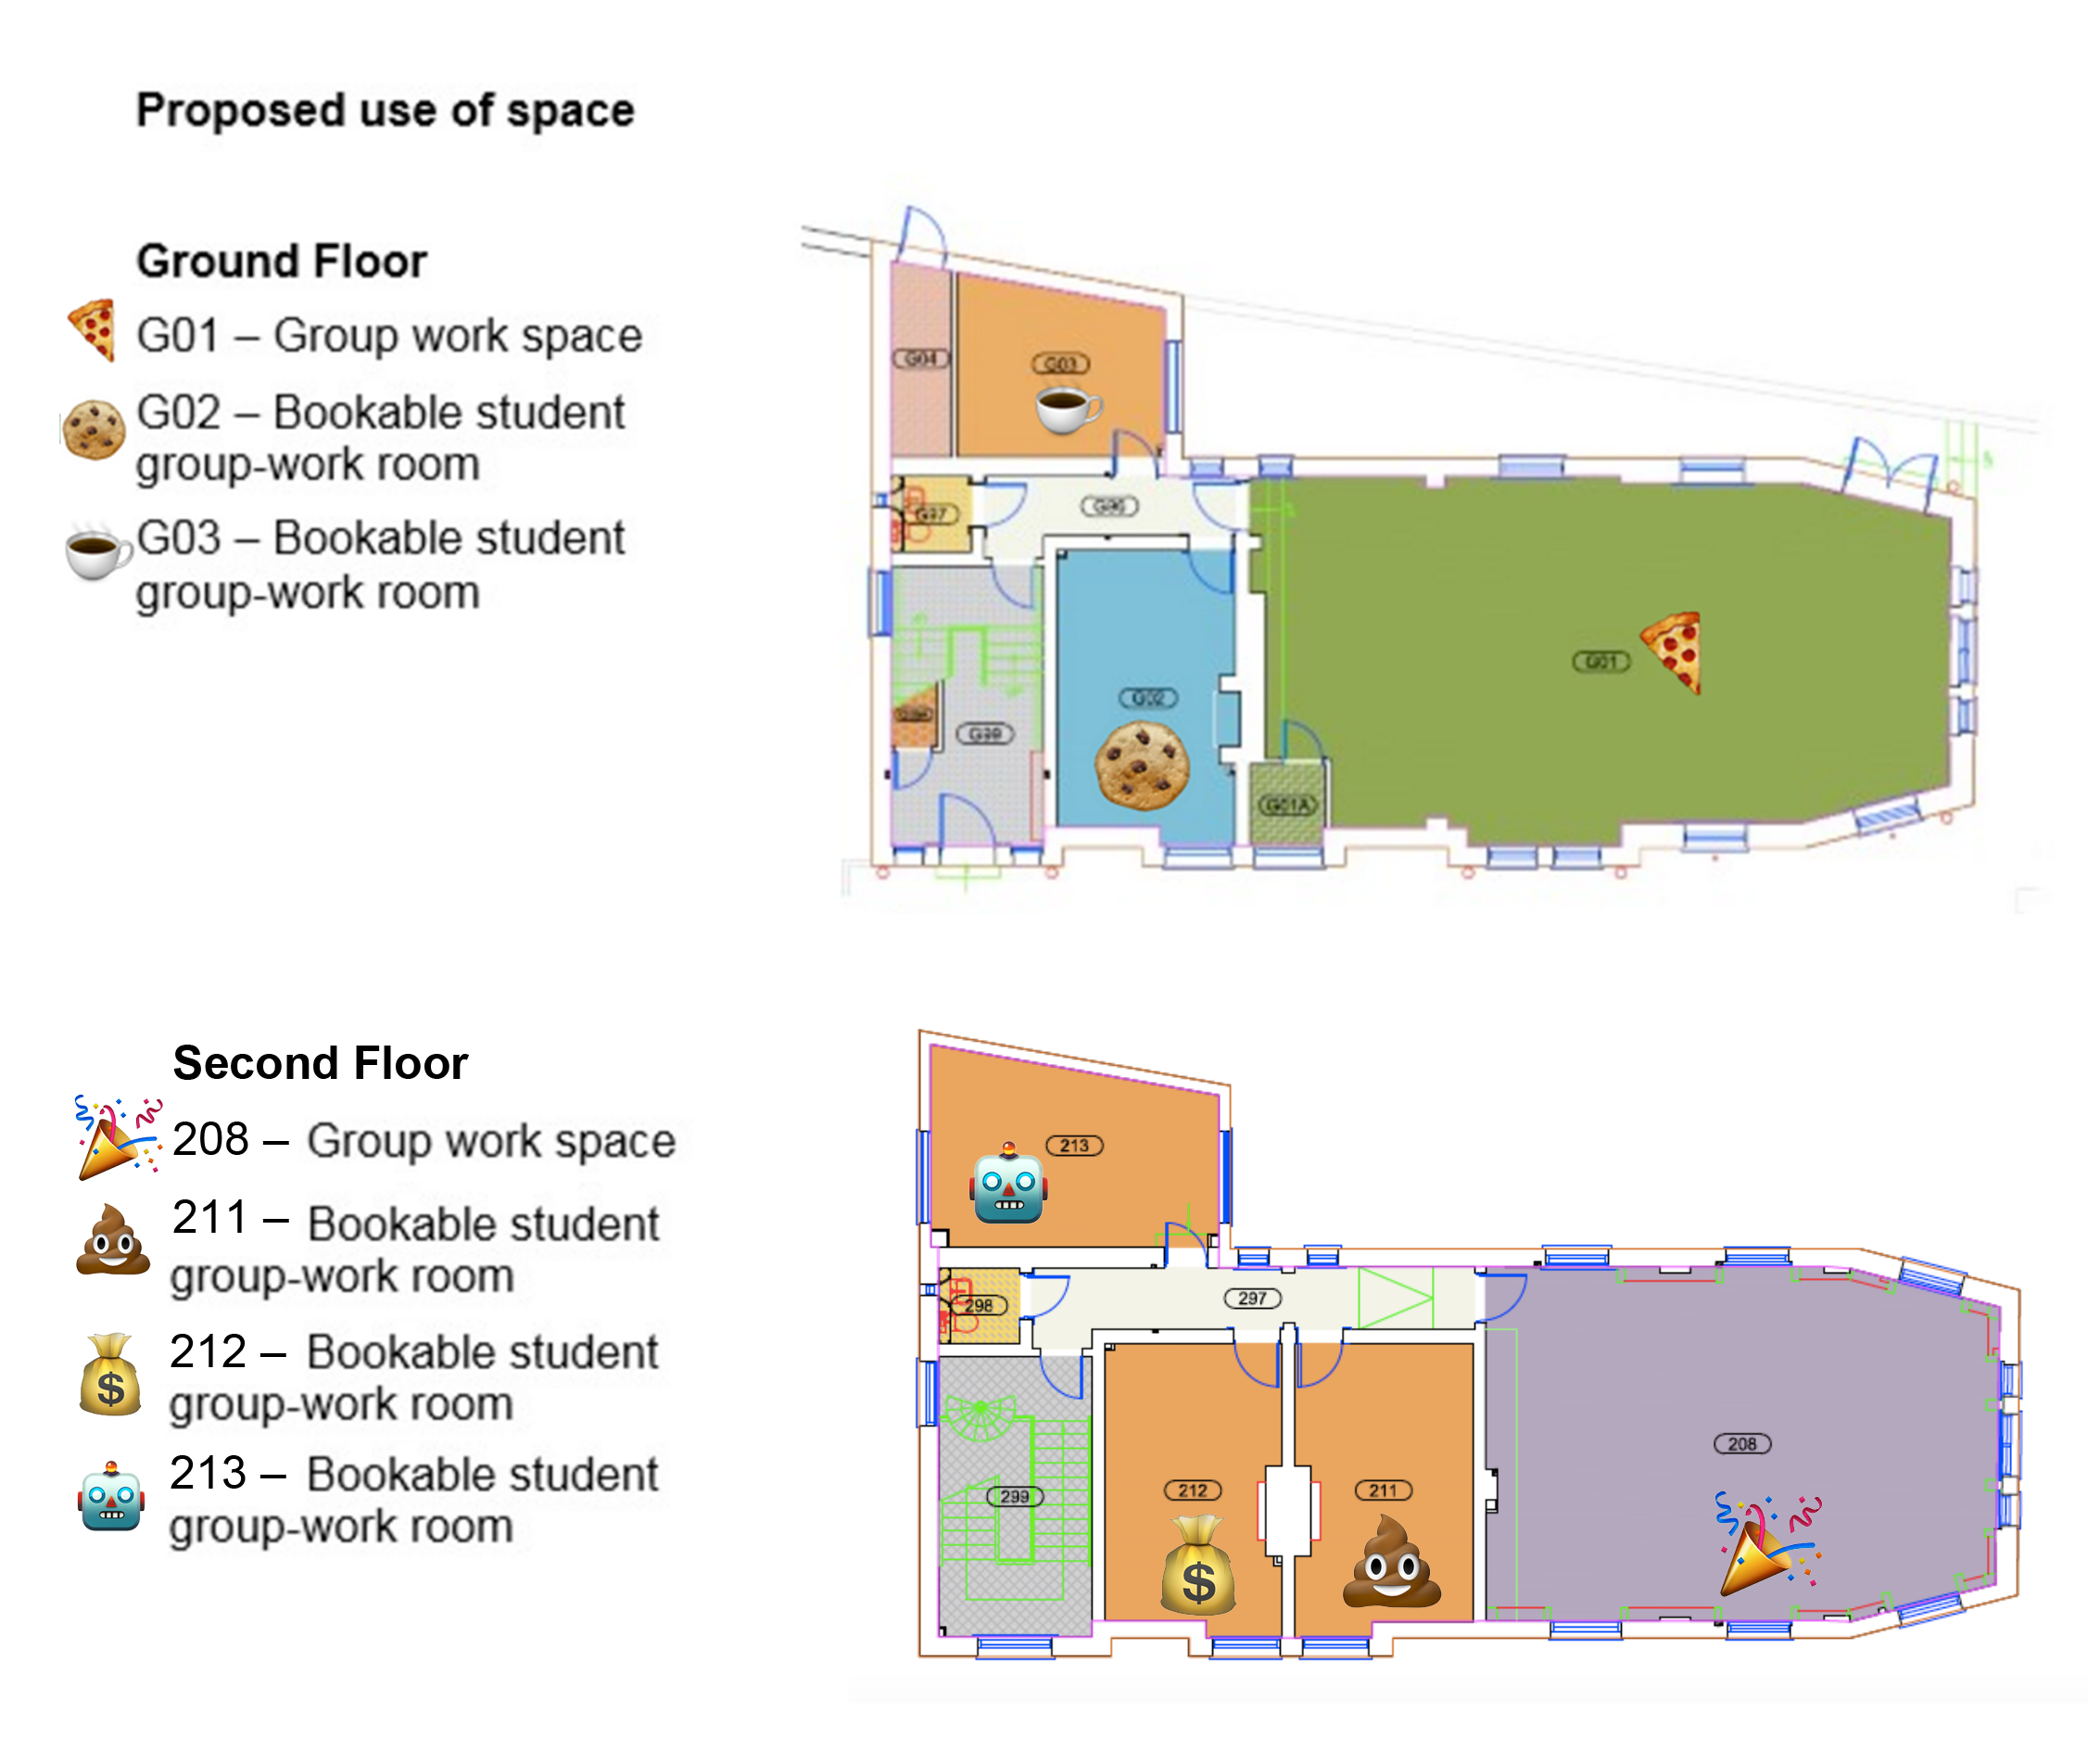 Proposed use of space
Ground Floor
G01 – Group work space
G02 – Bookable student
group-work room
G03 – Bookable student
group-work room
G04
G03
G97
G02
G01
G99
G01A
Second Floor
208 – Group work space
211 – Bookable student
group-work room
212 – Bookable student
group-work room
213 – Bookable student
group-work room
213
298
297
208
299
212
211
$
$